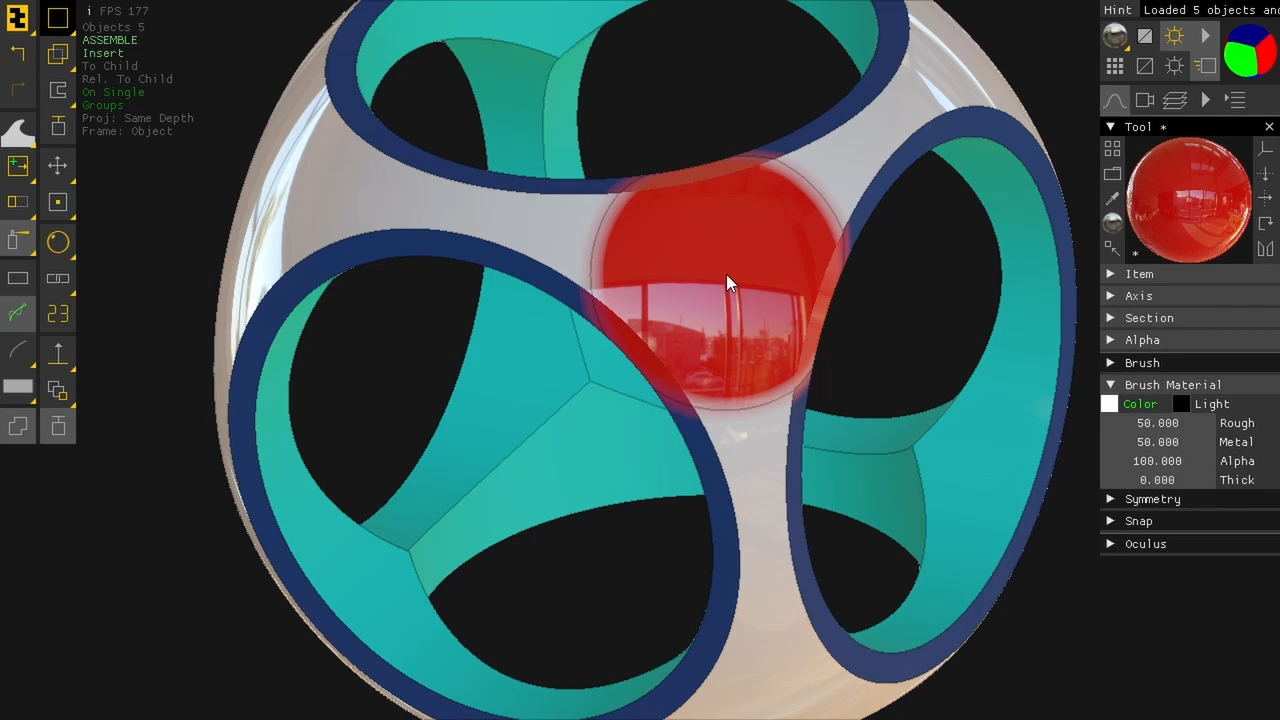 i FPS 177
Objects 5
ASSEMBLE
Insert
To Child
Rel. To Child
On Single
Groups
Proj: Same Depth
Frame: Object
Hint Loaded 5 objects and
Tool *
*
Item
Axis
Section
Alpha
Brush
Brush Material
Color Light
50.000 Rough
50.000 Metal
100.000 Alpha
0.000 Thick
Symmetry
Snap
Oculus
23